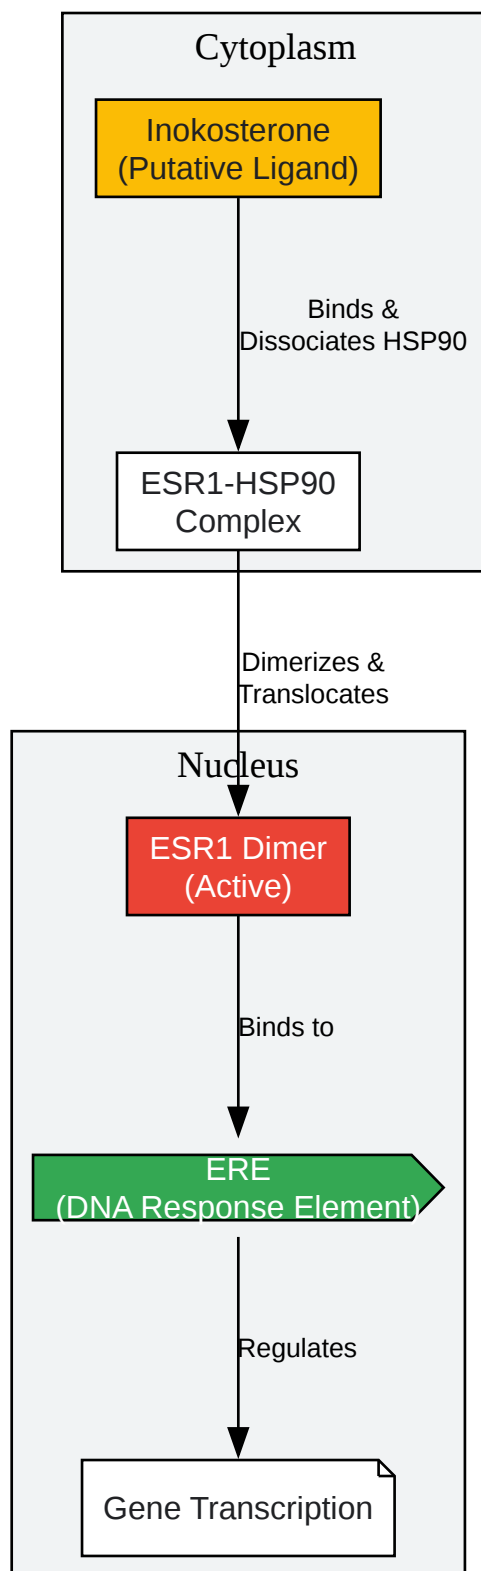 Cytoplasm
Inokosterone
(Putative Ligand)
Binds &
Dissociates HSP90
ESR1-HSP90
Complex
Dimerizes &
Translocates
Nucleus
ESR1 Dimer
(Active)
Binds to
ERE
(DNA Response Element)
Regulates
Gene Transcription